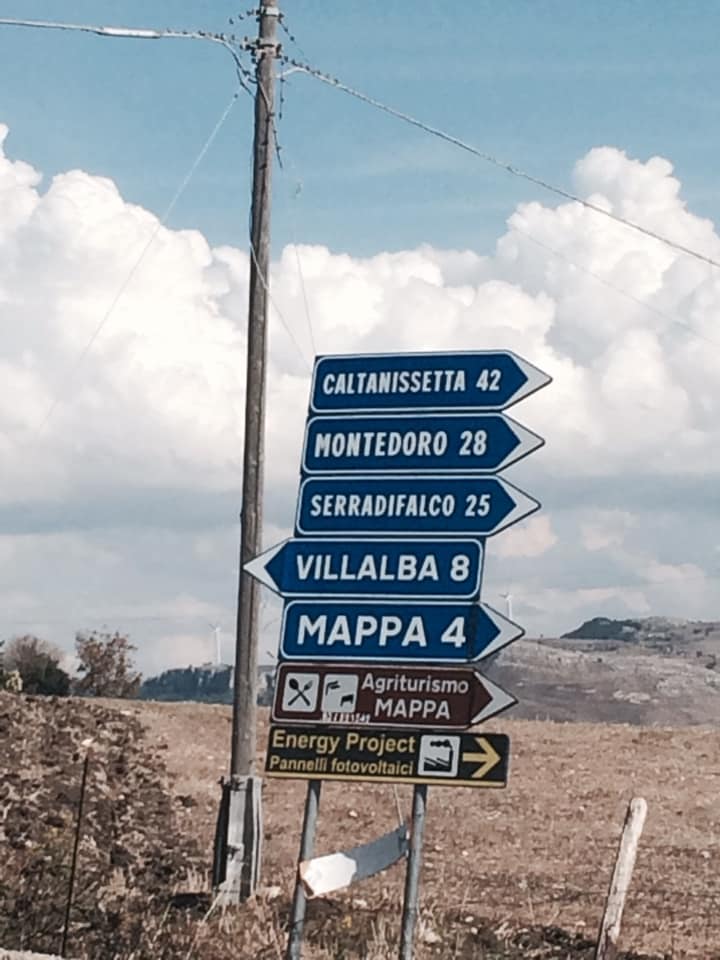 CALTANISSETTA 42
MONTEDORO 28
SERRADIFALCO 25
VILLALBA 8
MAPPA 4
Agriturismo
MAPPA
Energy Project
Pannelli fotovoltaici